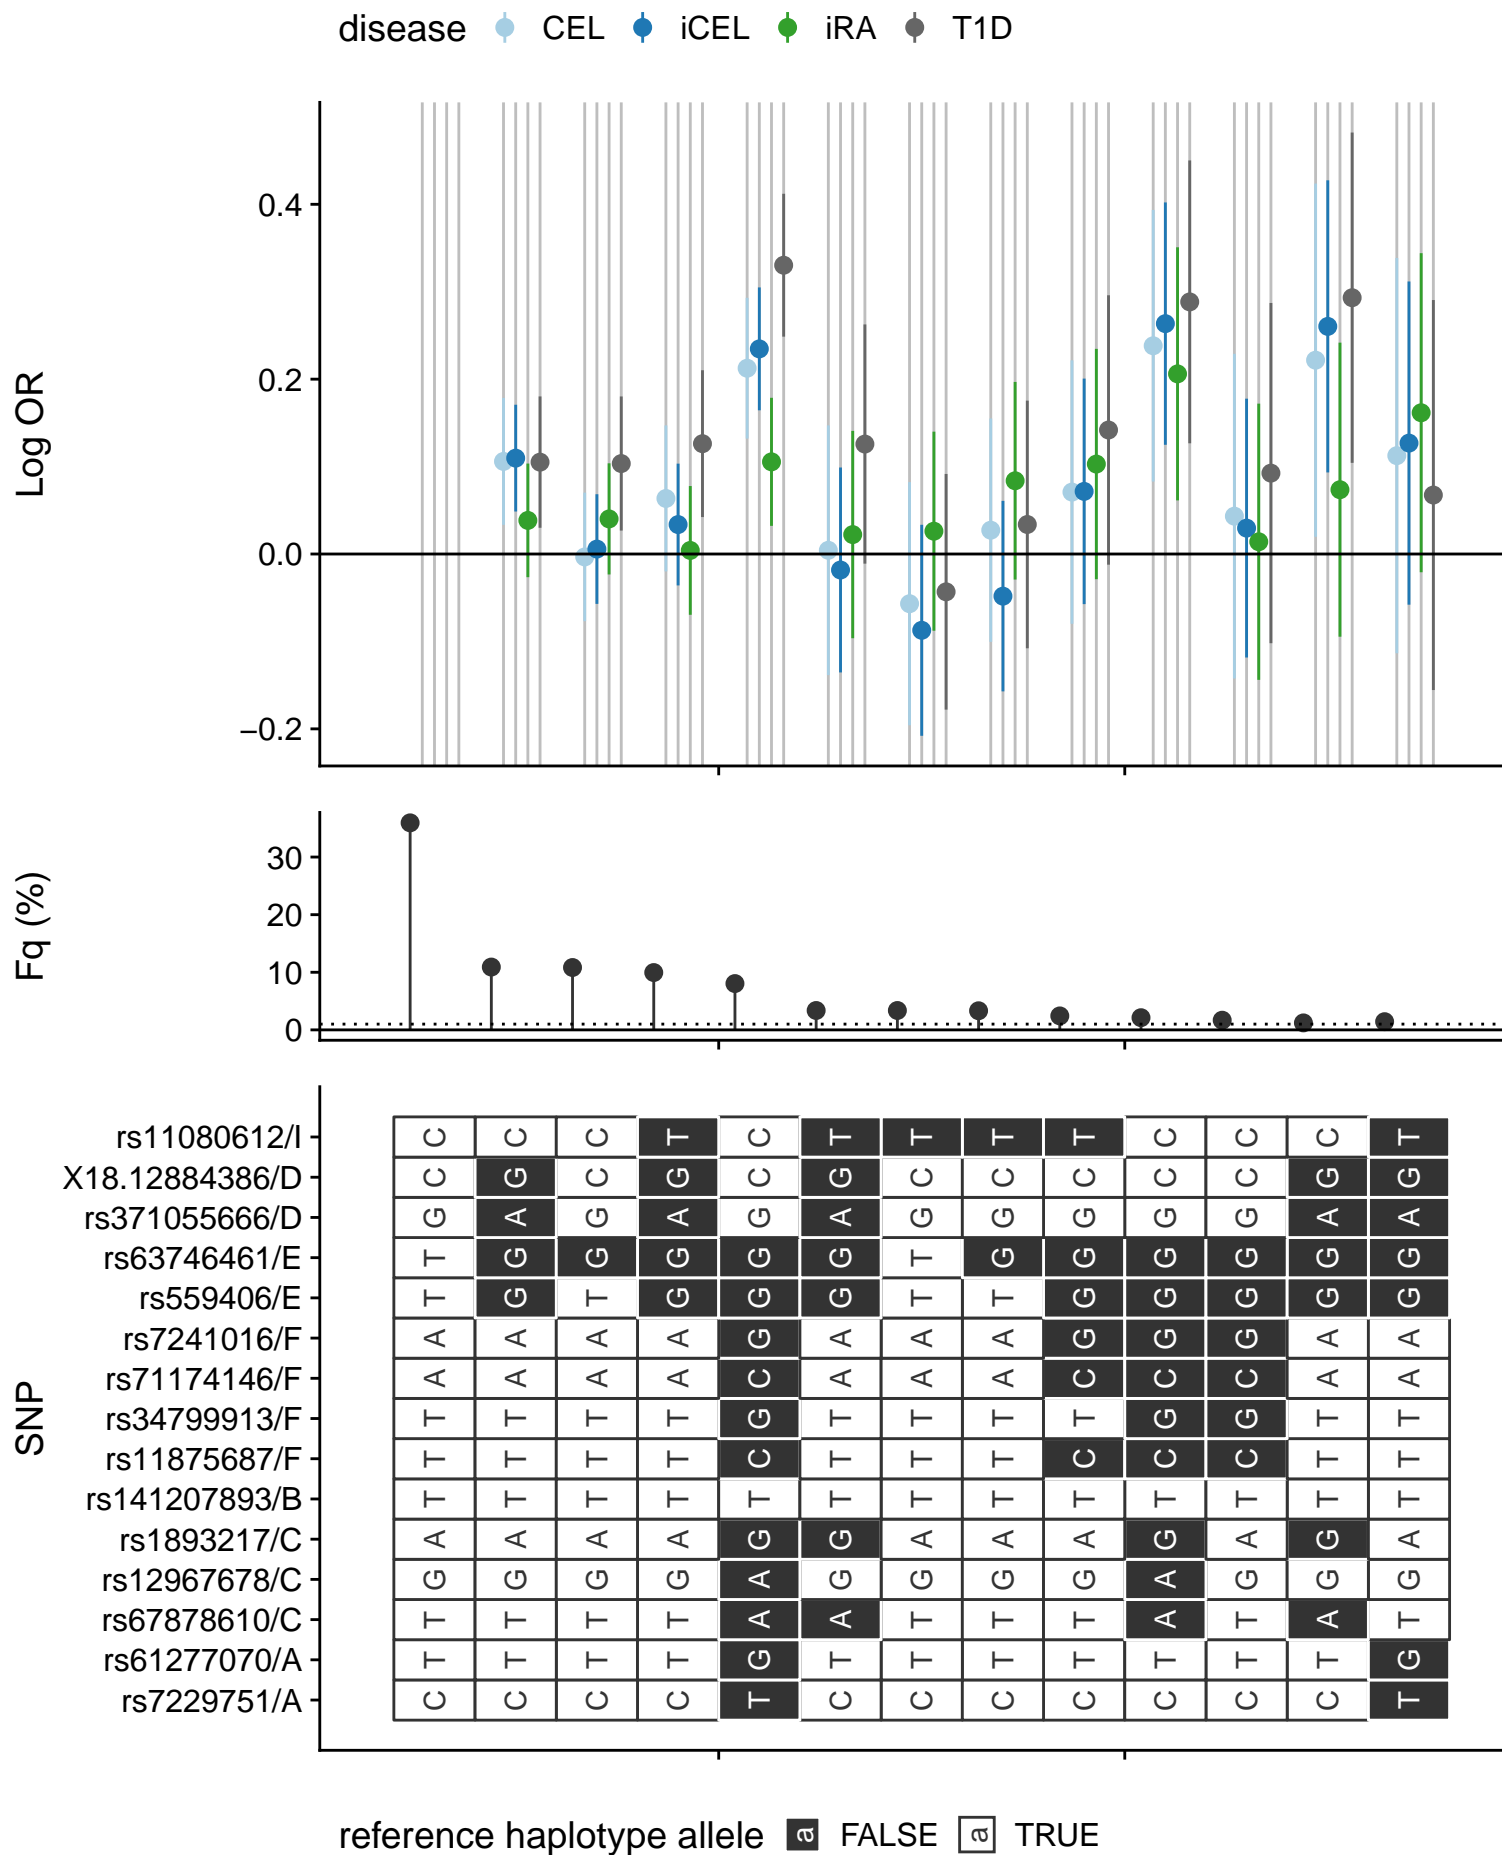 disease CEL iCEL iRA T1D
Log OR
0.4
0.2
0.0
−0.2
Fq (%)
30
20
10
0
SNP
rs11080612/I C C C T C T T T T C C C T
X18.12884386/D C G C G C G C C C C C G G
rs371055666/D G A G A G A G G G G G A A
rs63746461/E T G G G G G T G G G G G G
rs559406/E T G T G G G T T G G G G G
rs7241016/F A A A A G A A A G G G A A
rs71174146/F A A A A C A A A C C C A A
rs34799913/F T T T T G T T T T G G T T
rs11875687/F T T T T C T T T C C C T T
rs141207893/B T T T T T T T T T T T T T
rs1893217/C A A A A G G A A A G A G A
rs12967678/C G G G G A G G G G A G G G
rs67878610/C T T T T A A T T T A T A T
rs61277070/A T T T T G T T T T T T T G
rs7229751/A C C C C T C C C C C C C T
reference haplotype allele a FALSE a TRUE